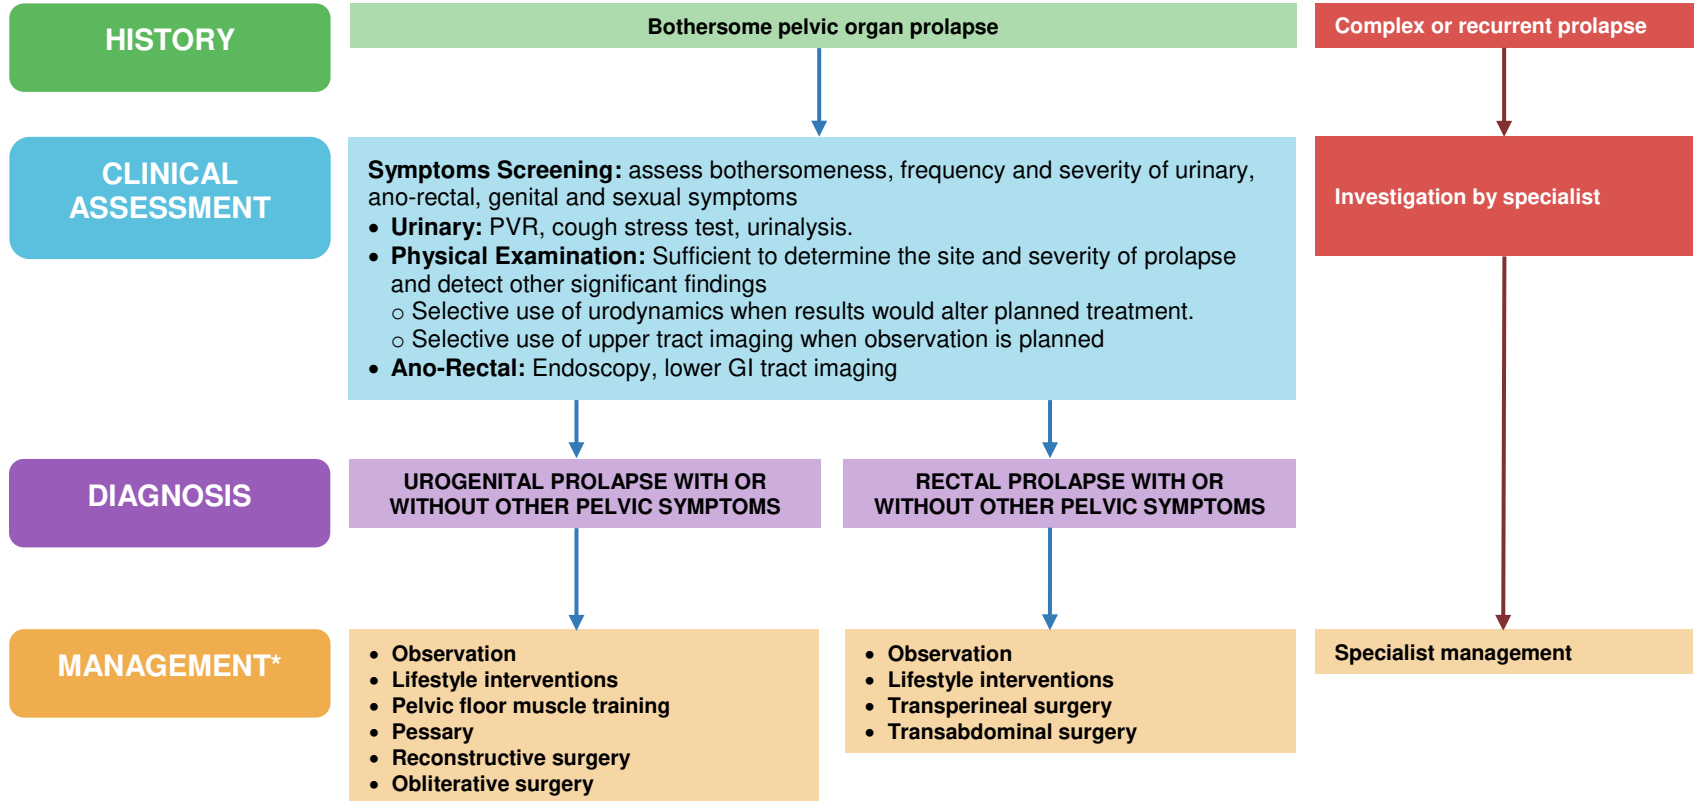 HISTORY
Bothersome pelvic organ prolapse
Complex or recurrent prolapse
CLINICAL
ASSESSMENT
Symptoms Screening: assess bothersomeness, frequency and severity of urinary,
ano-rectal, genital and sexual symptoms
• Urinary: PVR, cough stress test, urinalysis.
• Physical Examination: Sufficient to determine the site and severity of prolapse
and detect other significant findings
○ Selective use of urodynamics when results would alter planned treatment.
○ Selective use of upper tract imaging when observation is planned
• Ano-Rectal: Endoscopy, lower GI tract imaging
Investigation by specialist
DIAGNOSIS
UROGENITAL PROLAPSE WITH OR
WITHOUT OTHER PELVIC SYMPTOMS
RECTAL PROLAPSE WITH OR
WITHOUT OTHER PELVIC SYMPTOMS
MANAGEMENT*
• Observation
• Lifestyle interventions
• Pelvic floor muscle training
• Pessary
• Reconstructive surgery
• Obliterative surgery
• Observation
• Lifestyle interventions
• Transperineal surgery
• Transabdominal surgery
Specialist management